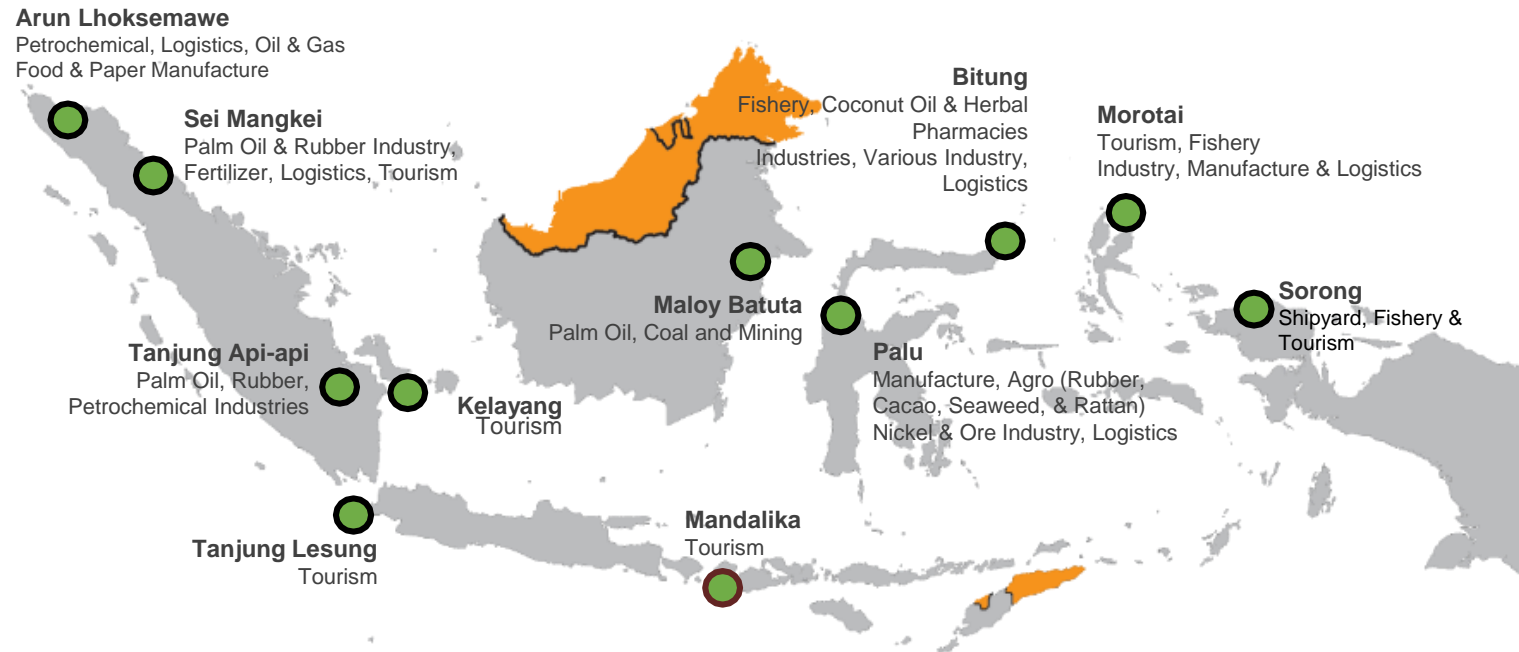 Arun Lhoksemawe
Petrochemical, Logistics, Oil & Gas
Food & Paper Manufacture
Sei Mangkei
Palm Oil & Rubber Industry,
Fertilizer, Logistics, Tourism
Bitung
Fishery, Coconut Oil & Herbal
Pharmacies
Industries, Various Industry,
Logistics
Morotai
Tourism, Fishery
Industry, Manufacture & Logistics
Maloy Batuta
Palm Oil, Coal and Mining
Sorong
Shipyard, Fishery &
Tourism
Tanjung Api-api
Palm Oil, Rubber,
Petrochemical Industries
Kelayang
Tourism
Palu
Manufacture, Agro (Rubber,
Cacao, Seaweed, & Rattan)
Nickel & Ore Industry, Logistics
Tanjung Lesung
Tourism
Mandalika
Tourism